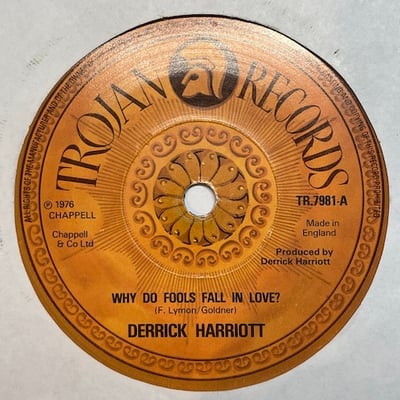 TROJAN RECORDS
℗ 1976
CHAPPELL
Chappell
& Co Ltd
TR.7981-A
Made in
England
Produced by
Derrick Harriott
WHY DO FOOLS FALL IN LOVE?
(F. Lymon/Goldner)
DERRICK HARRIOTT